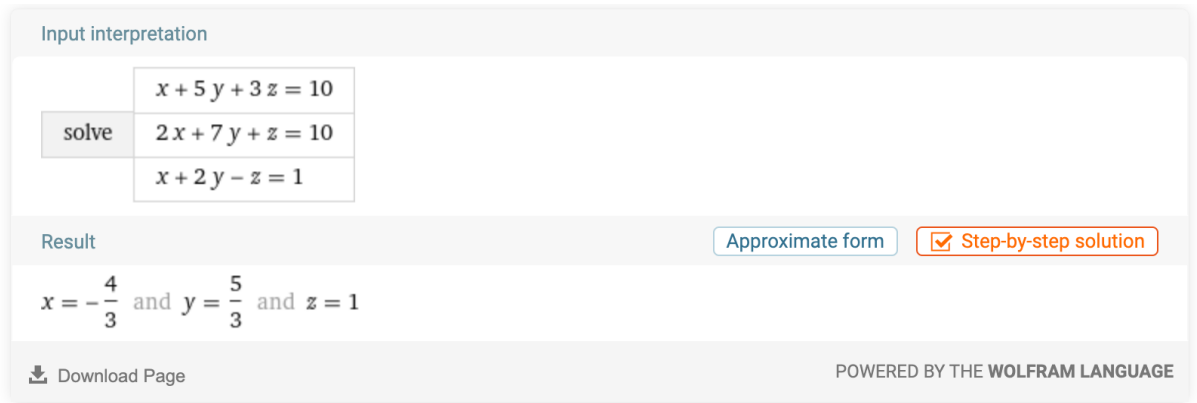 Input interpretation
x + 5 y + 3 z = 10
solve 2 x + 7 y + z = 10
x + 2 y − z = 1
Result Approximate form Step-by-step solution
x = −4/3 and y = 5/3 and z = 1
Download Page POWERED BY THE WOLFRAM LANGUAGE